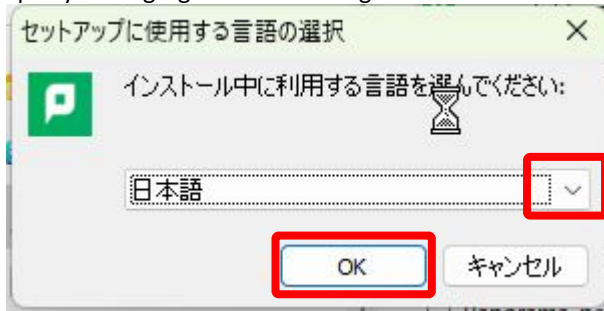 セットアップに使用する言語の選択
インストール中に利用する言語を選んでください:
日本語
OK
キャンセル